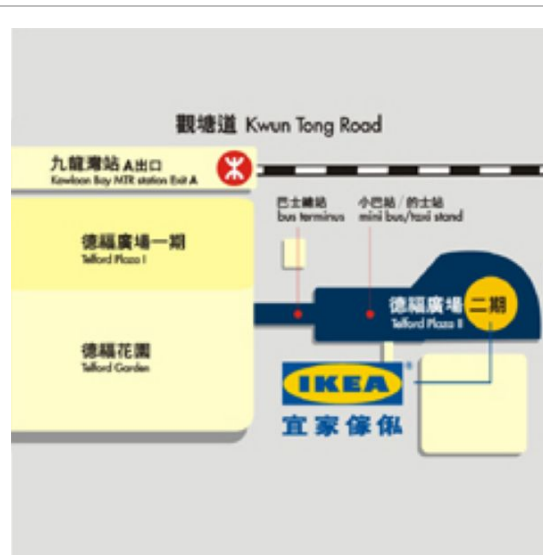 觀塘道 Kwun Tong Road
九龍灣站 A出口
Kowloon Bay MTR station Exit A
巴士總站
bus terminus
小巴站/的士站
mini bus/taxi stand
德福廣場一期
Telford Plaza I
德福廣場 二期
Telford Plaza II
德福花園
Telford Garden
IKEA®
宜家傢俬